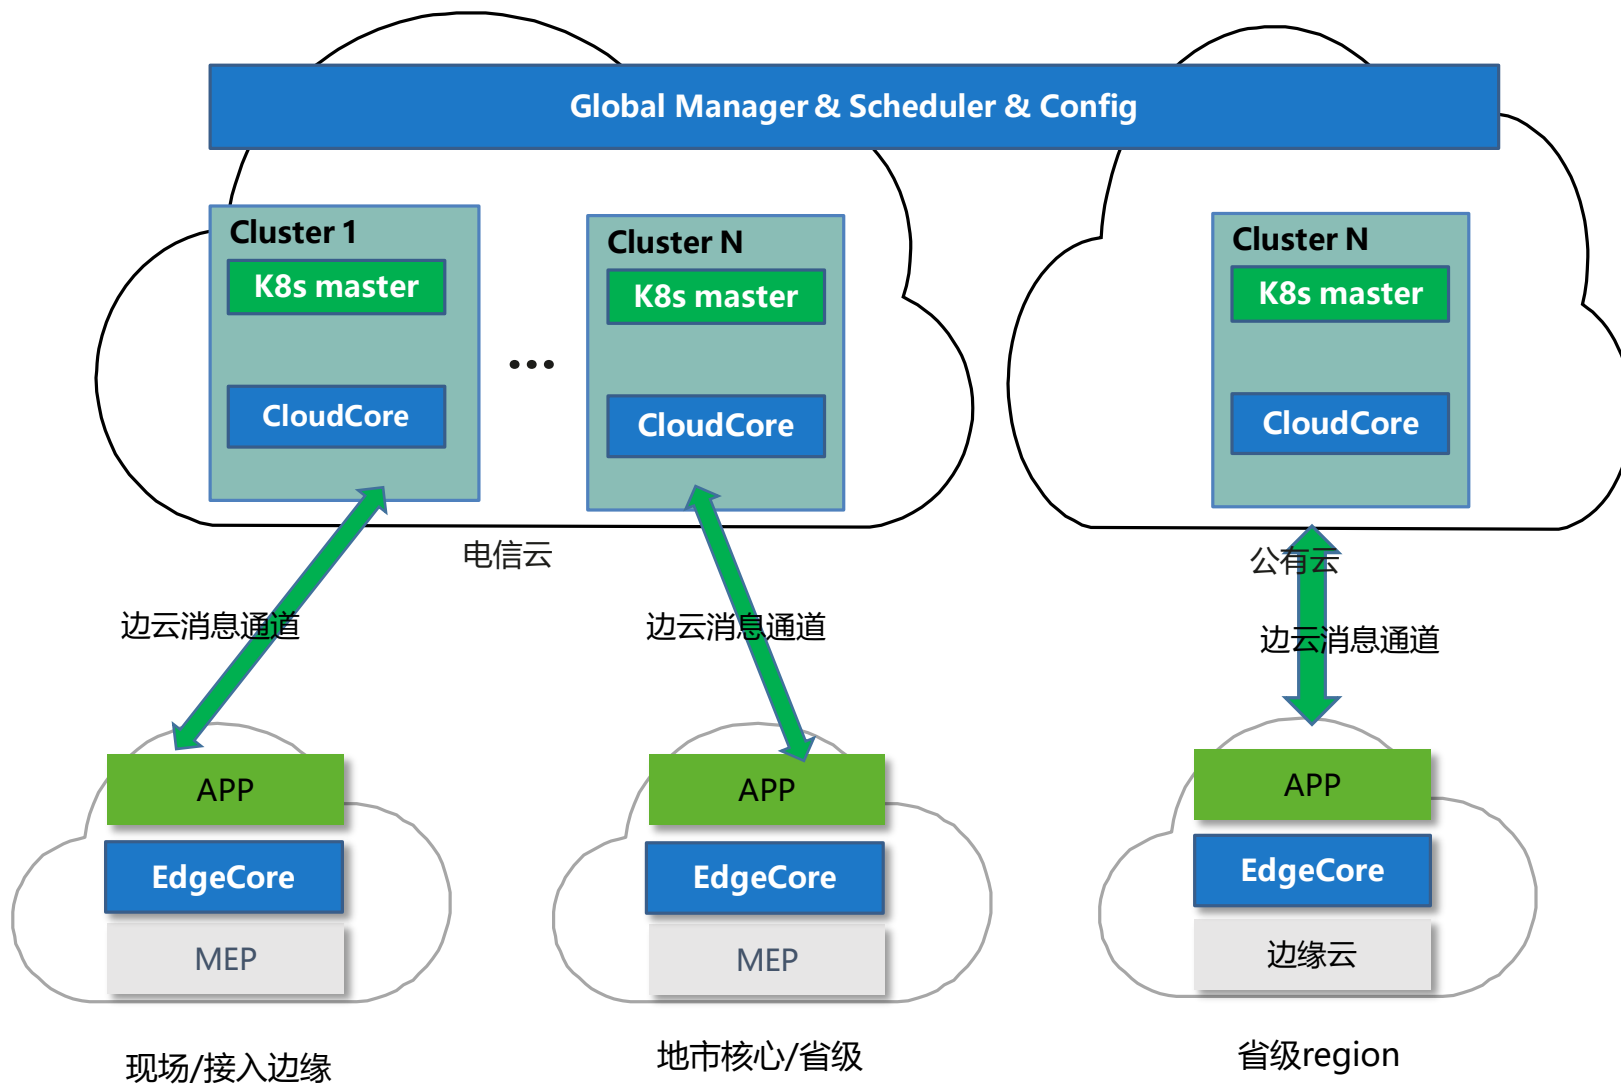 Global Manager & Scheduler & Config
Cluster 1
K8s master
CloudCore
...
Cluster N
K8s master
CloudCore
Cluster N
K8s master
CloudCore
电信云
公有云
边云消息通道
边云消息通道
边云消息通道
APP
EdgeCore
MEP
APP
EdgeCore
MEP
APP
EdgeCore
边缘云
现场/接入边缘
地市核心/省级
省级region